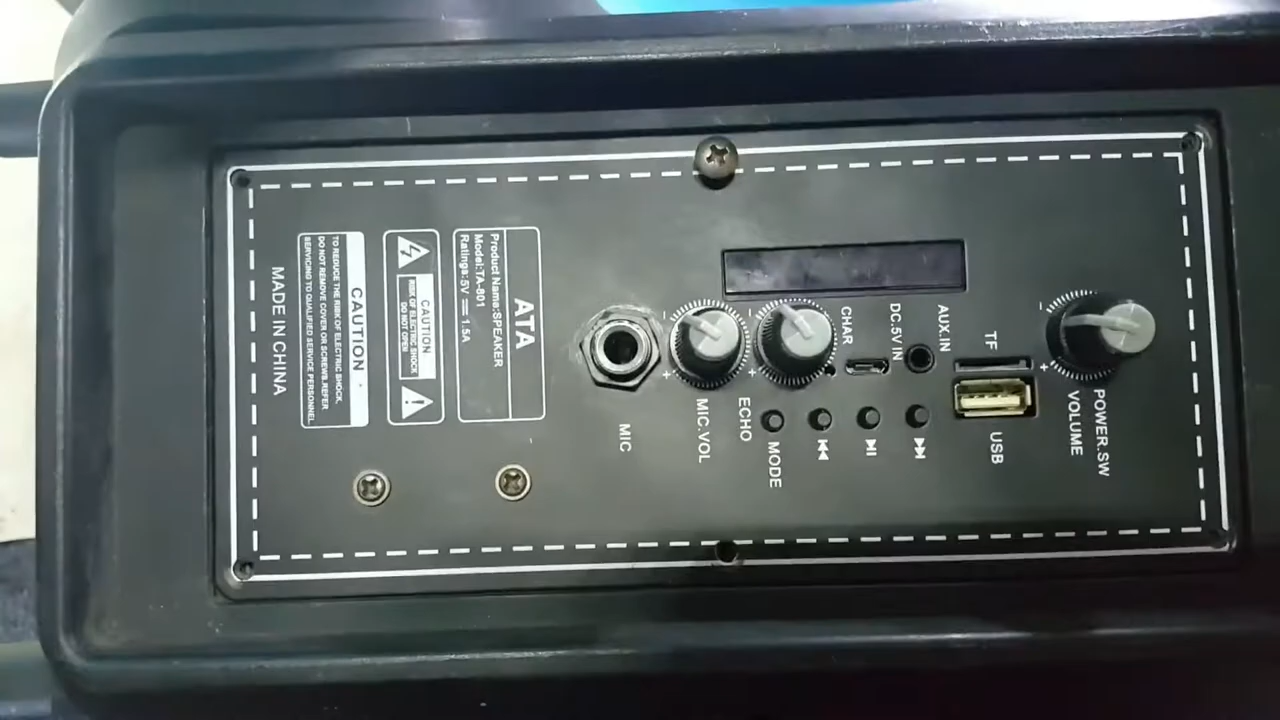 POWER.SW
VOLUME
TF
USB
AUX.IN
DC.5V IN
CHAR
MODE
ECHO
MIC.VOL
MIC
ATA
Product Name:SPEAKER
Model:TA-801
Ratings:5V 1.5A
CAUTION
RISK OF ELECTRIC SHOCK
DO NOT OPEN
CAUTION
TO REDUCE THE RISK OF ELECTRIC SHOCK,
DO NOT REMOVE COVER OR SCREWS.REFER
SERVICING TO QUALIFIED SERVICE PERSONNEL
MADE IN CHINA